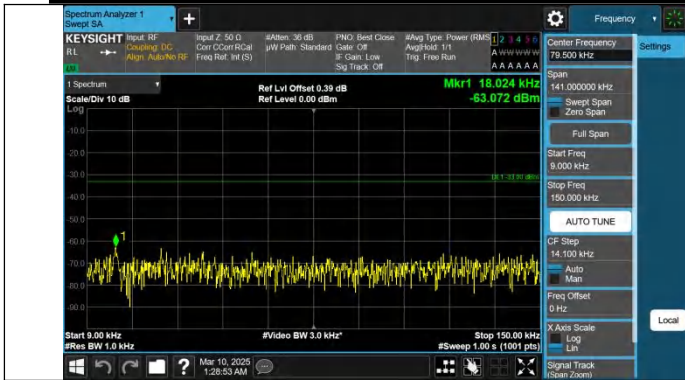 Spectrum Analyzer 1
Swept SA
KEYSIGHT
RL
Input: RF
Coupling: DC
Align: Auto/No RF
Input Z: 50 Ω
Corr CCorr RCal
Freq Ref: Int (S)
#Atten: 36 dB
µW Path: Standard
PNO: Best Close
Gate: Off
IF Gain: Low
Sig Track: Off
#Avg Type: Power (RMS
Avg|Hold: 1/1
Trig: Free Run
1 2 3 4 5 6
A W W W W W
A A A A A A
1 Spectrum
Scale/Div 10 dB
Log
Ref Lvl Offset 0.39 dB
Ref Level 0.00 dBm
Mkr1 18.024 kHz
-63.072 dBm
-10.0
-20.0
-30.0
-40.0
-50.0
-60.0
-70.0
-80.0
-90.0
1
Start 9.00 kHz
#Res BW 1.0 kHz
#Video BW 3.0 kHz*
Stop 150.00 kHz
#Sweep 1.00 s (1001 pts)
?
Mar 10, 2025
1:28:53 AM
Frequency
Center Frequency
79.500 kHz
Span
141.000000 kHz
Swept Span
Zero Span
Full Span
Start Freq
9.000 kHz
Stop Freq
150.000 kHz
AUTO TUNE
CF Step
14.100 kHz
Auto
Man
Freq Offset
0 Hz
X Axis Scale
Log
Lin
Signal Track
(Span Zoom)
Settings
Local